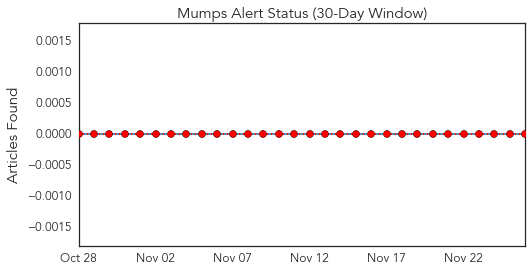 Mumps Alert Status (30-Day Window)
Articles Found
0.0015
0.0010
0.0005
0.0000
−0.0005
−0.0010
−0.0015
Oct 28 Nov 02 Nov 07 Nov 12 Nov 17 Nov 22